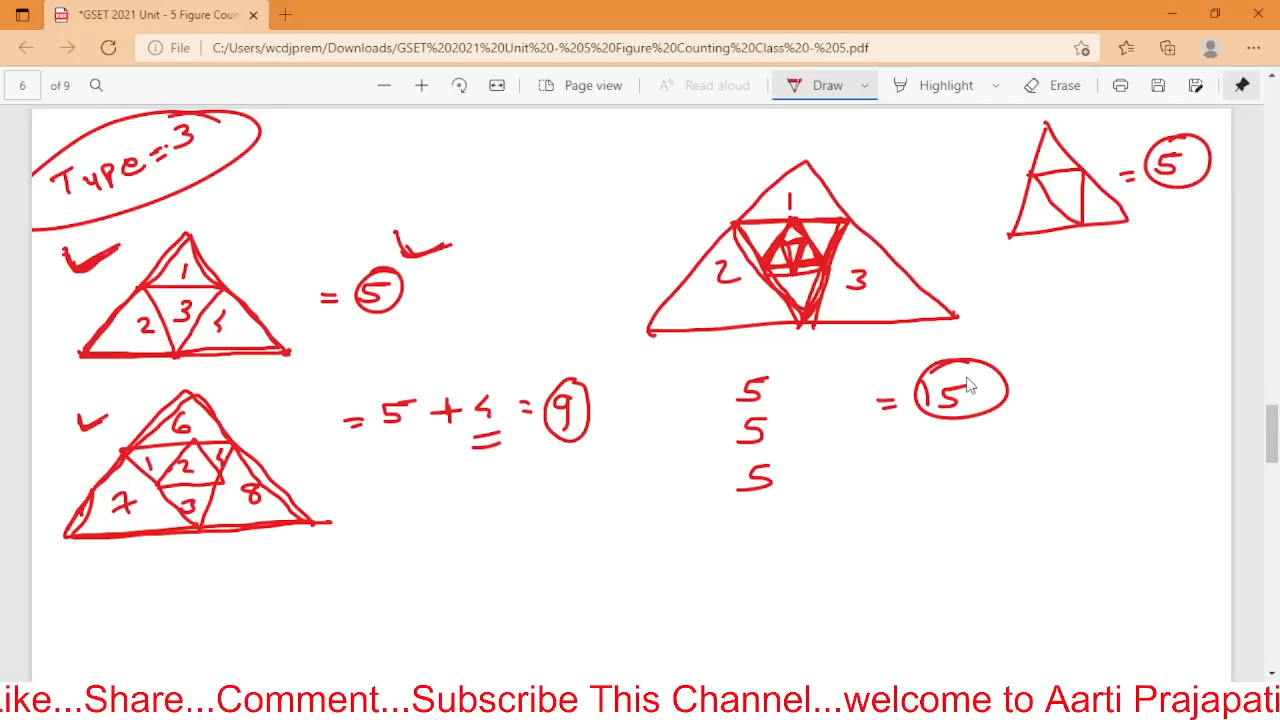 *GSET 2021 Unit - 5 Figure Coun
File C:/Users/wcdjprem/Downloads/GSET%202021%20Unit%20-%205%20Figure%20Counting%20Class%20-%205.pdf
6 of 9 Page view Read aloud Draw Highlight Erase
Type=:3
1
2 3 4
= 5
6
1 2 4
7 3 8
= 5 + 4 = 9
1
2 3
5
5
5
= 15
= 5
ike...Share...Comment...Subscribe This Channel...welcome to Aarti Prajapati